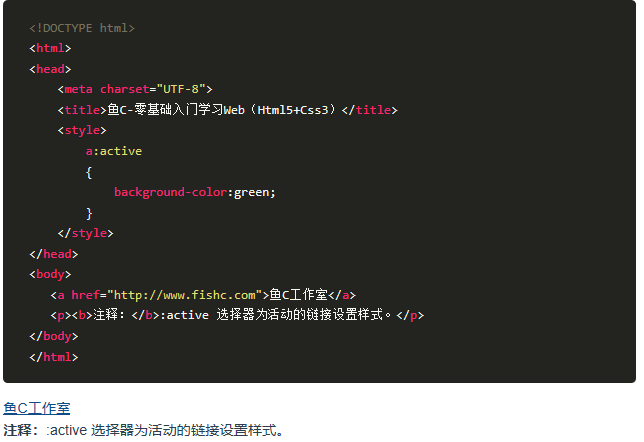 <!DOCTYPE html>
<html>
<head>
    <meta charset="UTF-8">
    <title>鱼C-零基础入门学习Web（Html5+Css3）</title>
    <style>
        a:active
        {
            background-color:green;
        }
    </style>
</head>
<body>
   <a href="http://www.fishc.com">鱼C工作室</a>
   <p><b>注释：</b>:active 选择器为活动的链接设置样式。</p>
</body>
</html>
鱼C工作室
注释：:active 选择器为活动的链接设置样式。